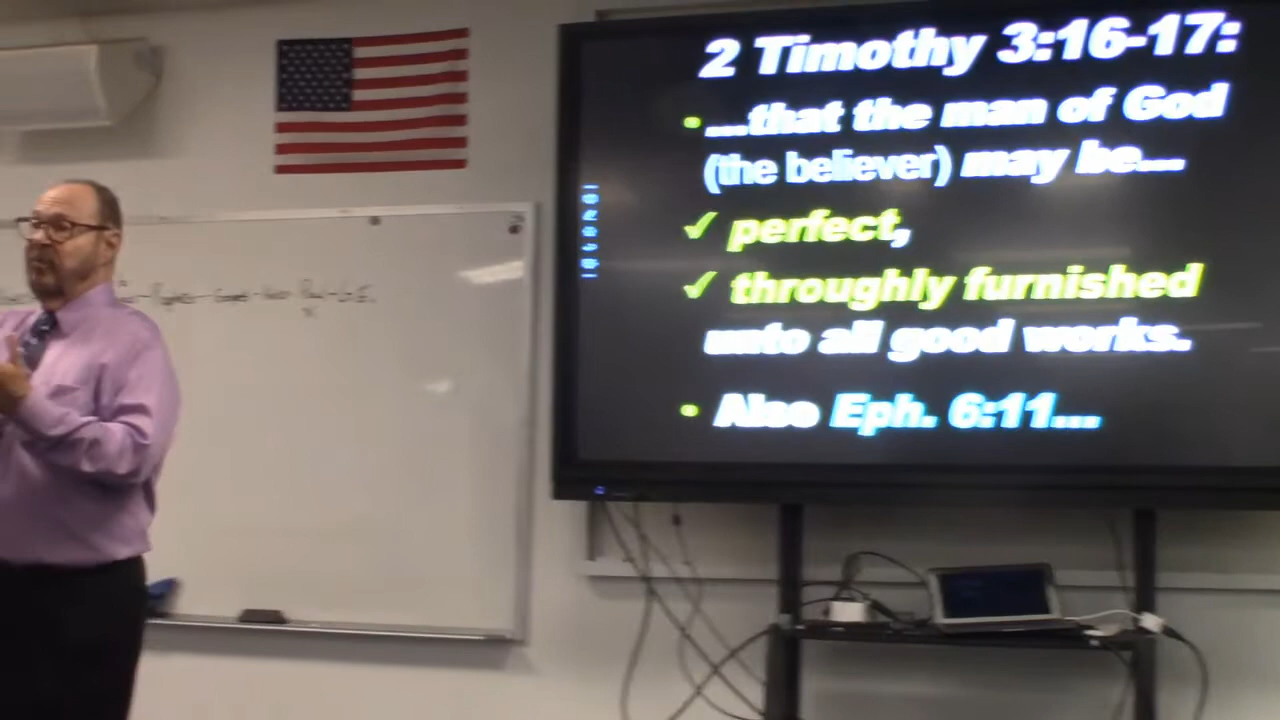 2 Timothy 3:16-17:
• ...that the man of God
(the believer) may be...
✓ perfect,
✓ throughly furnished
unto all good works.
• Also Eph. 6:11...